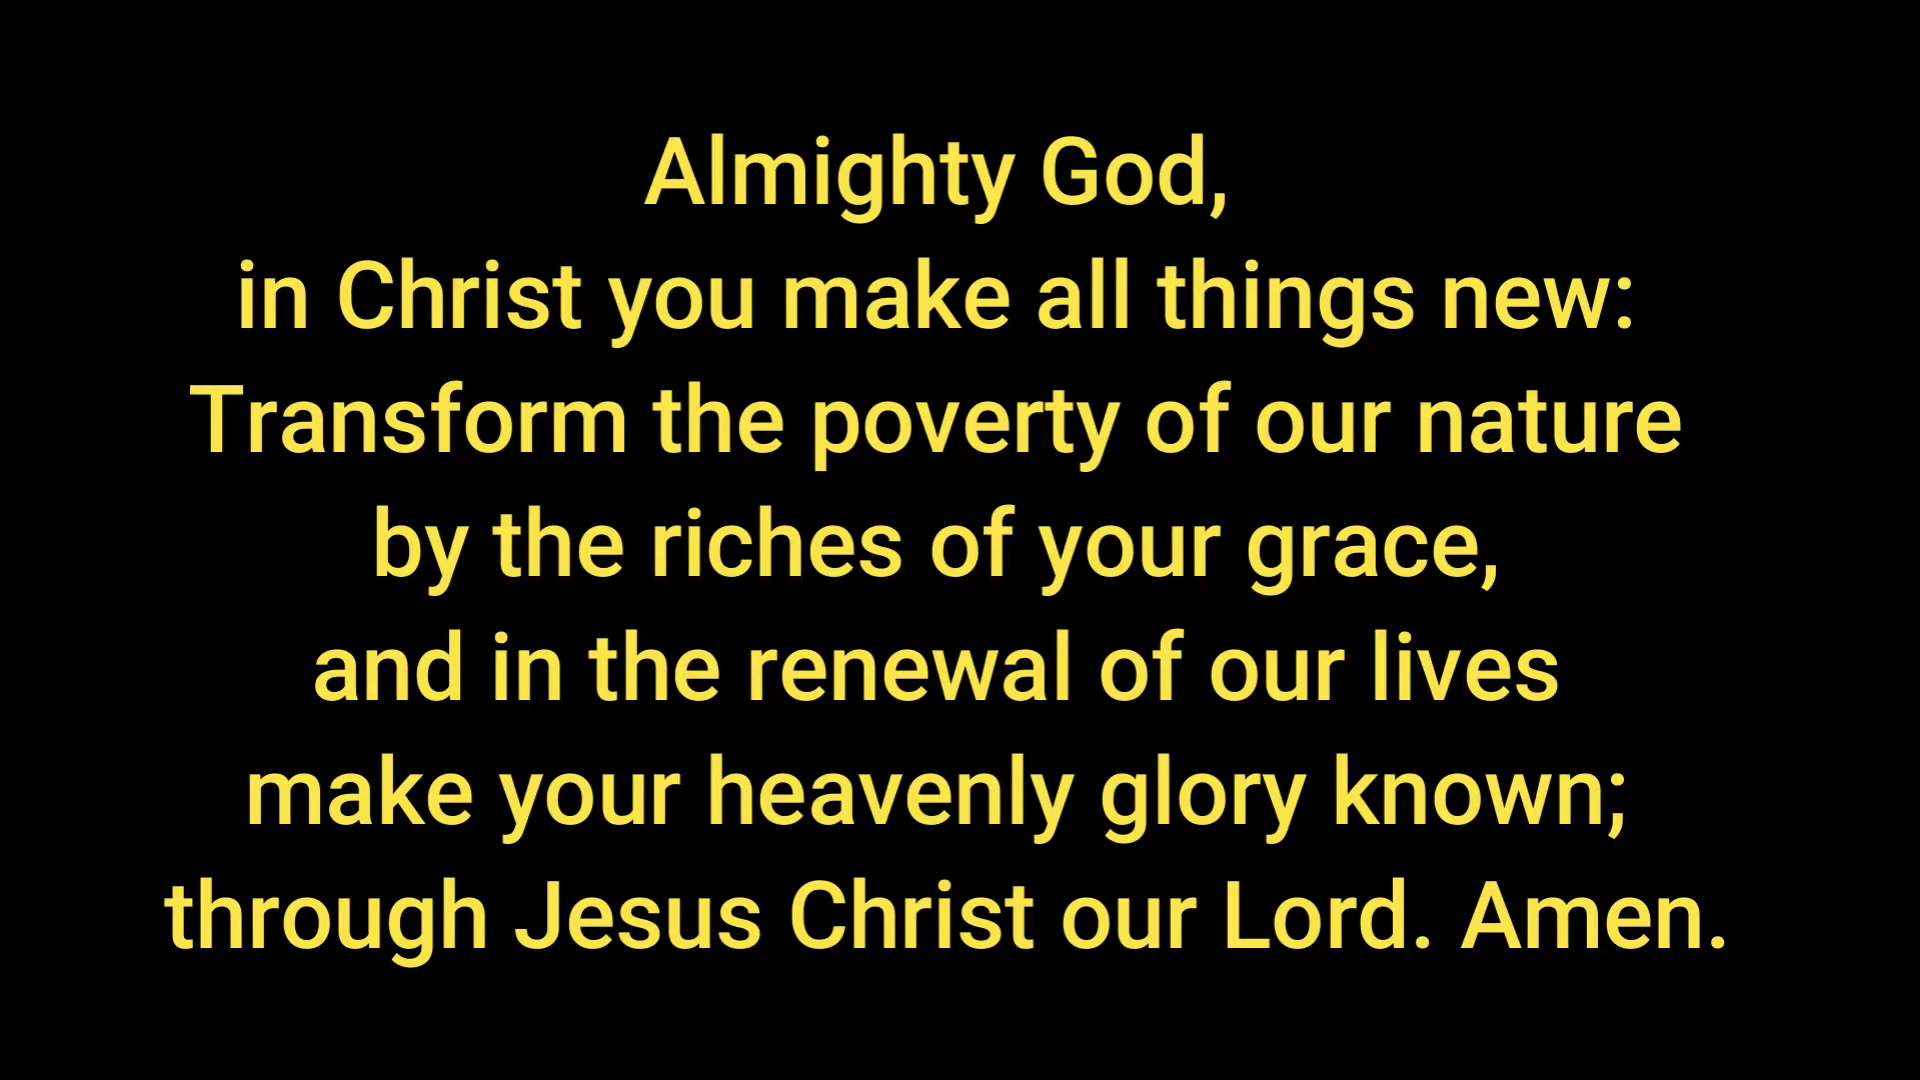 Almighty God,
in Christ you make all things new:
Transform the poverty of our nature
by the riches of your grace,
and in the renewal of our lives
make your heavenly glory known;
through Jesus Christ our Lord. Amen.